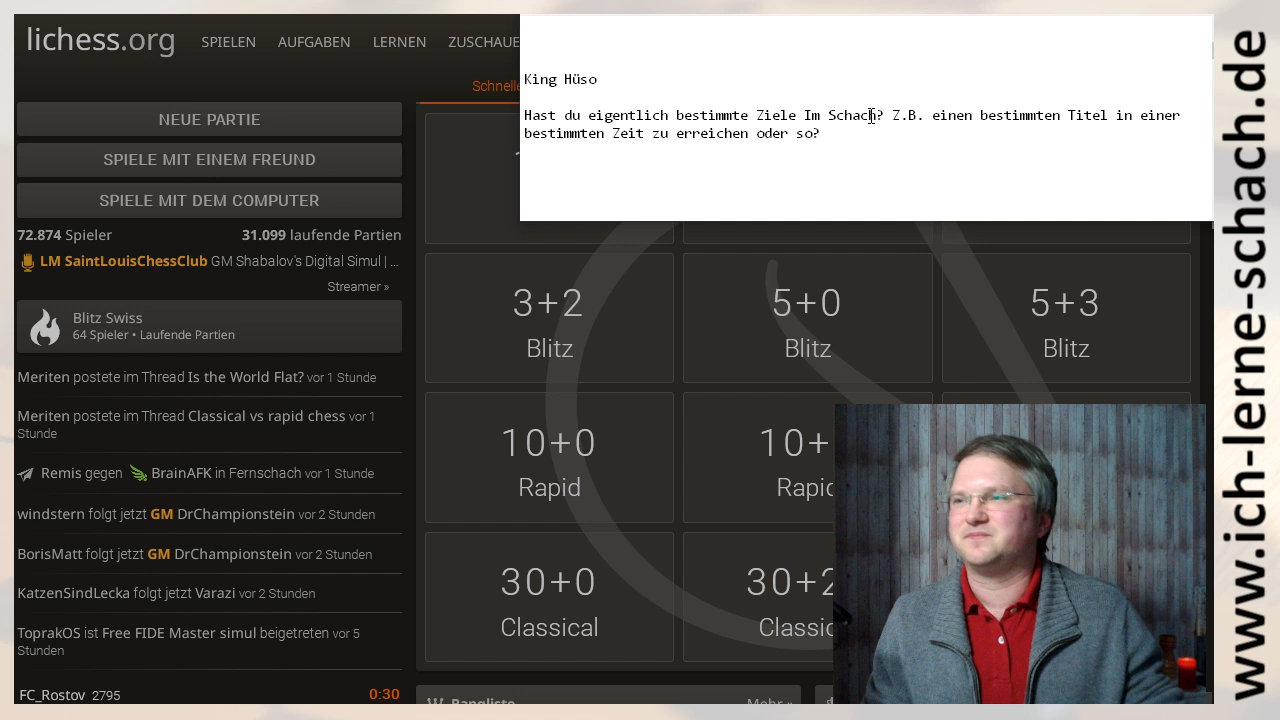 lichess.org
SPIELEN AUFGABEN LERNEN
Schnelle
King Hüso
Hast du eigentlich bestimmte Ziele Im Schach? Z.B. einen bestimmten Titel in einer
bestimmten Zeit zu erreichen oder so?
NEUE PARTIE
SPIELE MIT EINEM FREUND
SPIELE MIT DEM COMPUTER
72.874 Spieler 31.099 laufende Partien
LM SaintLouisChessClub GM Shabalov's Digital Simul | ...
Streamer »
Blitz Swiss
64 Spieler • Laufende Partien
Meriten postete im Thread Is the World Flat? vor 1 Stunde
Meriten postete im Thread Classical vs rapid chess vor 1
Stunde
Remis gegen BrainAFK in Fernschach vor 1 Stunde
windstern folgt jetzt GM DrChampionstein vor 2 Stunden
BorisMatt folgt jetzt GM DrChampionstein vor 2 Stunden
KatzenSindLecka folgt jetzt Varazi vor 2 Stunden
ToprakOS ist Free FIDE Master simul beigetreten vor 5
Stunden
FC_Rostov 2795 0:30
3+2
Blitz
5+0
Blitz
5+3
Blitz
10+0
Rapid
10+
Rapid
30+0
Classical
30+2
Classic
Rangliste Mehr »
www.ich-lerne-schach.de